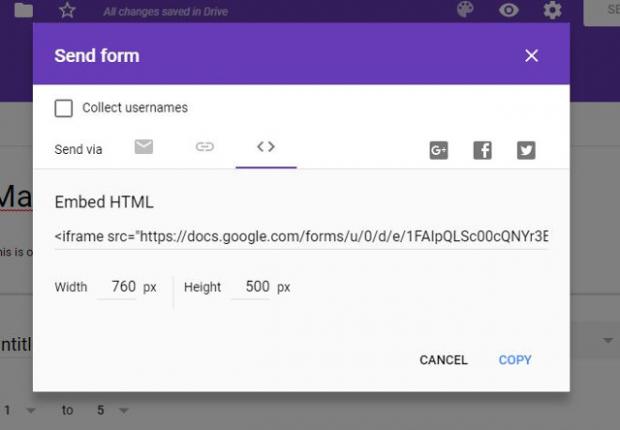 All changes saved in Drive
SE
Send form
Collect usernames
Send via
G+
Embed HTML
<iframe src="https://docs.google.com/forms/u/0/d/e/1FAIpQLSc00cQNYr3E
Width 760 px Height 500 px
Ma
his is o
ntitl
CANCEL COPY
1 to 5